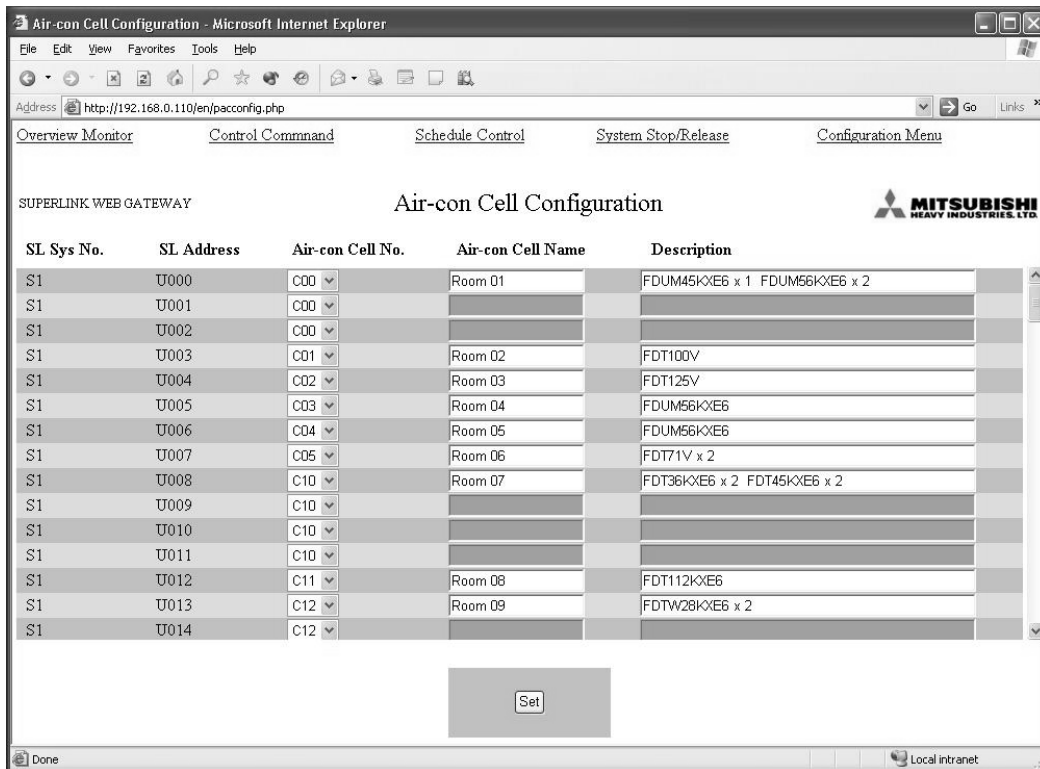 Air-con Cell Configuration - Microsoft Internet Explorer
File Edit View Favorites Tools Help
Address http://192.168.0.110/en/pacconfig.php Go Links »
Overview Monitor Control Commnand Schedule Control System Stop/Release Configuration Menu
SUPERLINK WEB GATEWAY Air-con Cell Configuration MITSUBISHI
HEAVY INDUSTRIES. LTD.
SL Sys No. SL Address Air-con Cell No. Air-con Cell Name Description
S1 U000 C00 Room 01 FDUM45KXE6 x 1 FDUM56KXE6 x 2
S1 U001 C00
S1 U002 C00
S1 U003 C01 Room 02 FDT100V
S1 U004 C02 Room 03 FDT125V
S1 U005 C03 Room 04 FDUM56KXE6
S1 U006 C04 Room 05 FDUM56KXE6
S1 U007 C05 Room 06 FDT71V x 2
S1 U008 C10 Room 07 FDT36KXE6 x 2 FDT45KXE6 x 2
S1 U009 C10
S1 U010 C10
S1 U011 C10
S1 U012 C11 Room 08 FDT112KXE6
S1 U013 C12 Room 09 FDTW28KXE6 x 2
S1 U014 C12
Set
Done Local intranet